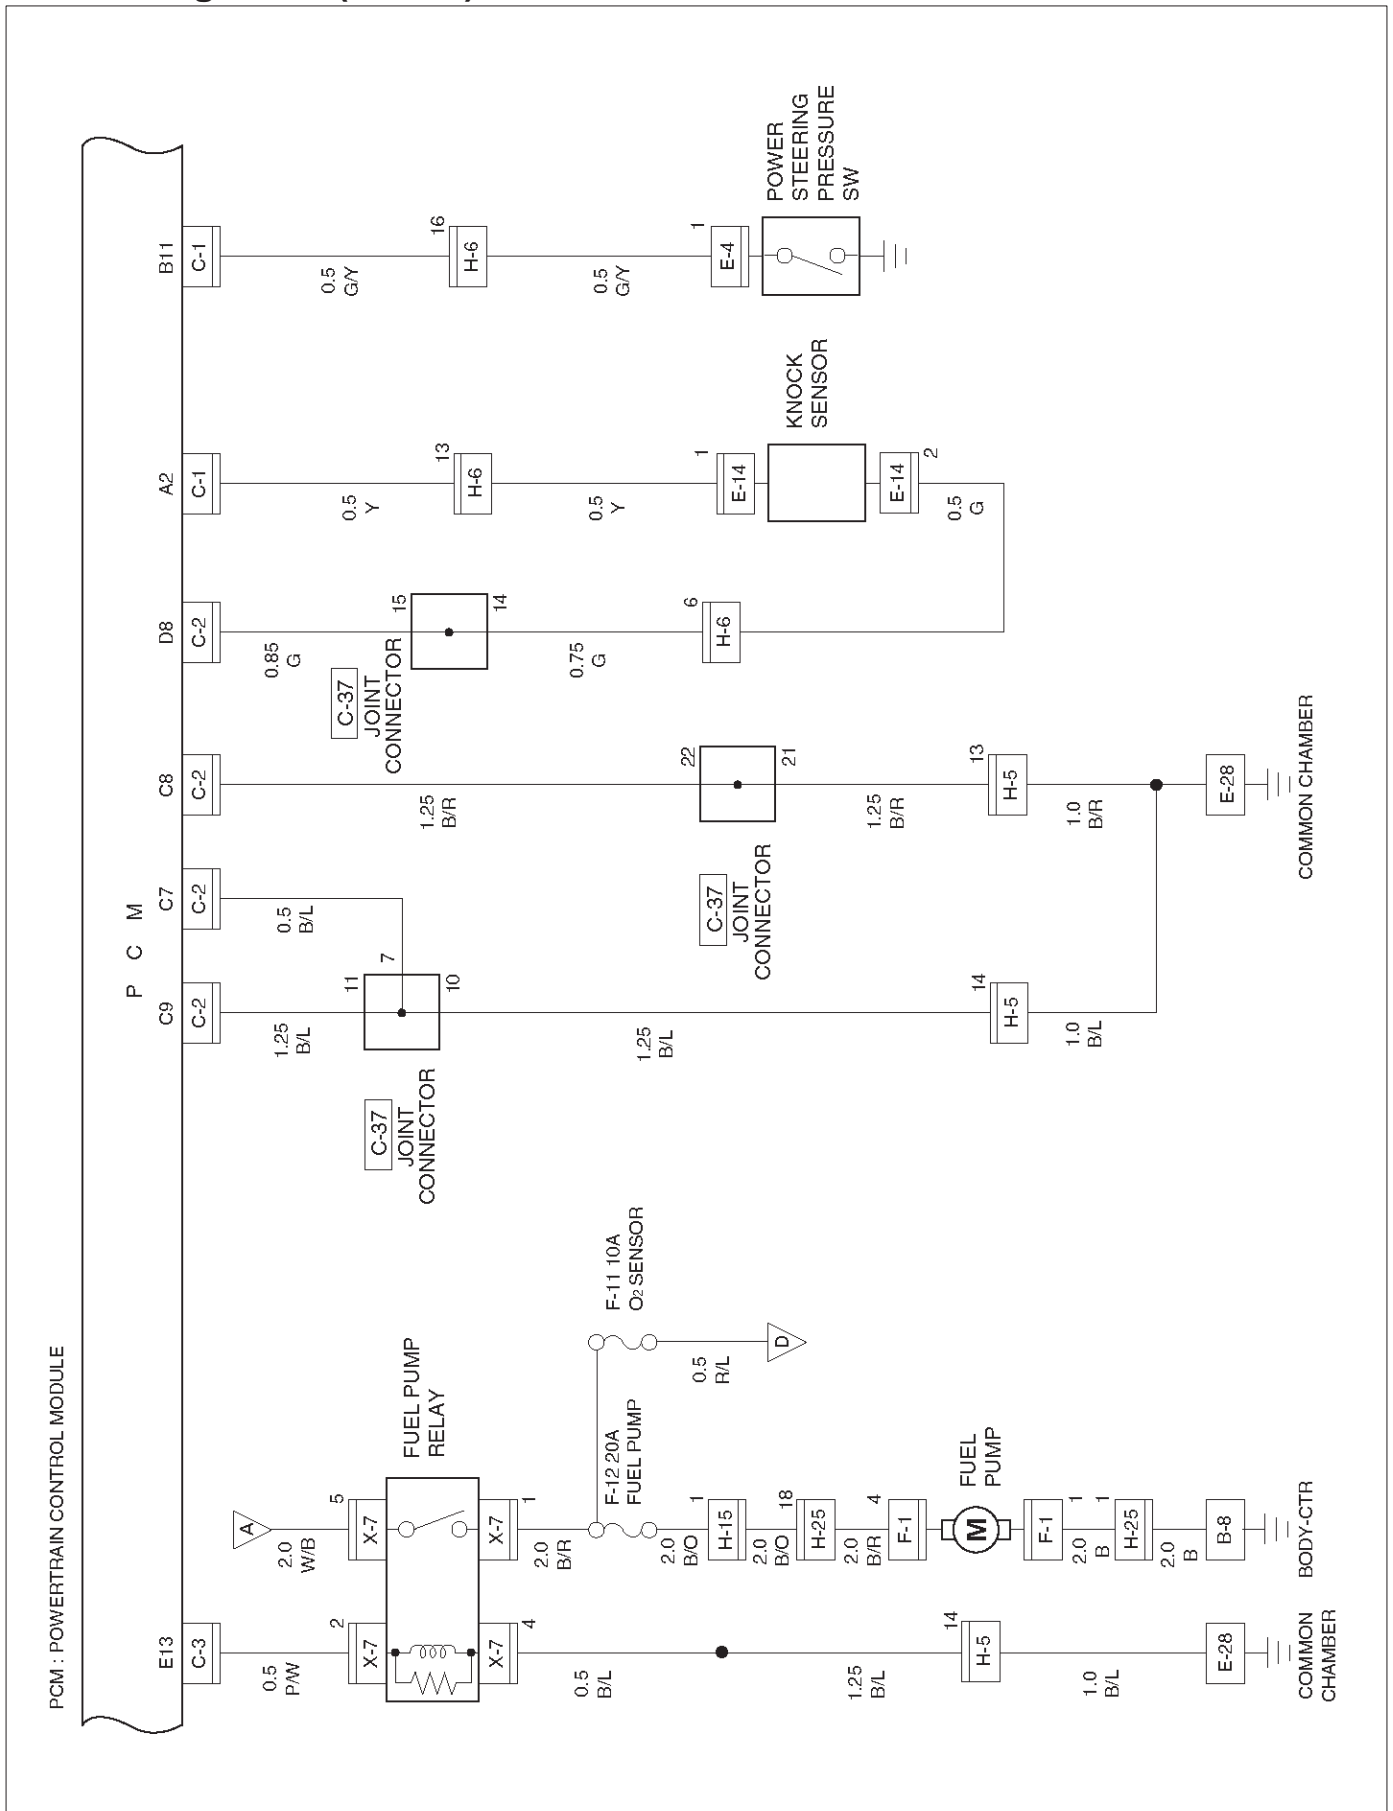 PCM : POWERTRAIN CONTROL MODULE
P C M
E13
C-3
0.5
P/W
2
X-7
X-7
4
0.5
B/L
1.25
B/L
14
H-5
1.0
B/L
E-28
COMMON
CHAMBER
A
2.0
W/B
5
X-7
FUEL PUMP
RELAY
X-7
1
2.0
B/R
F-12 20A
FUEL PUMP
2.0
B/O
1
H-15
2.0
B/O
18
H-25
2.0
B/R
4
F-1
M
FUEL
PUMP
F-1
1
2.0
B
1
H-25
2.0
B
B-8
BODY-CTR
F-11 10A
O2 SENSOR
0.5
R/L
D
C9
C-2
1.25
B/L
11
7
10
C-37
JOINT
CONNECTOR
1.25
B/L
14
H-5
1.0
B/L
C7
C-2
0.5
B/L
C8
C-2
1.25
B/R
22
21
C-37
JOINT
CONNECTOR
1.25
B/R
13
H-5
1.0
B/R
E-28
COMMON CHAMBER
D8
C-2
0.85
G
15
14
C-37
JOINT
CONNECTOR
0.75
G
6
H-6
A2
C-1
0.5
Y
13
H-6
0.5
Y
1
E-14
KNOCK
SENSOR
E-14
2
0.5
G
B11
C-1
0.5
G/Y
16
H-6
0.5
G/Y
1
E-4
POWER
STEERING
PRESSURE
SW